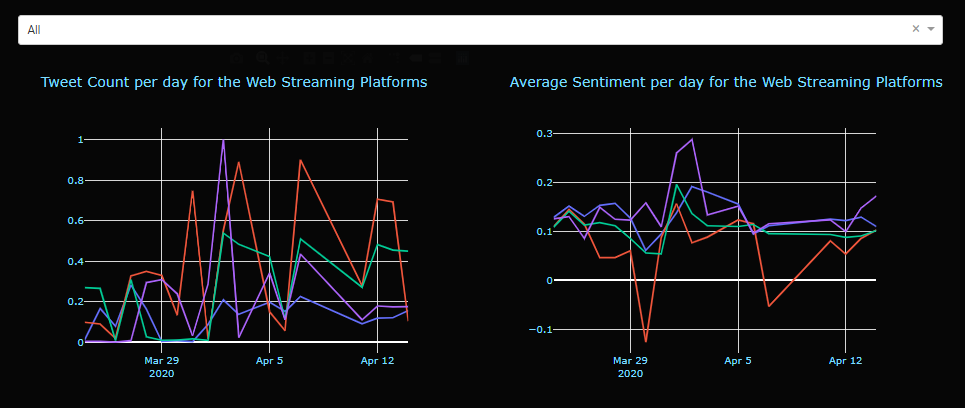 All
Tweet Count per day for the Web Streaming Platforms
1
0.8
0.6
0.4
0.2
0
Mar 29
2020
Apr 5
Apr 12
Average Sentiment per day for the Web Streaming Platforms
0.3
0.2
0.1
0
−0.1
Mar 29
2020
Apr 5
Apr 12